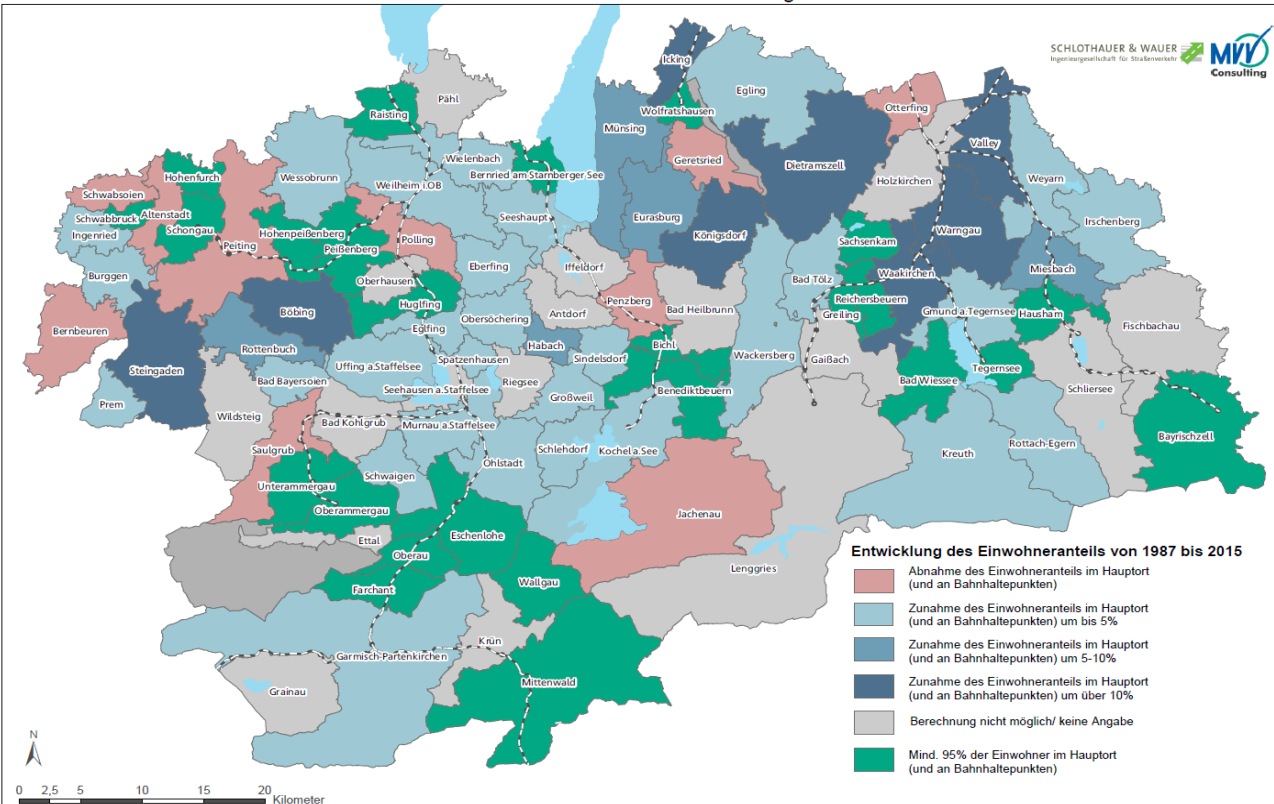 SCHLOTHAUER & WAUER
Ingenieurgesellschaft für Straßenverkehr
MVV
Consulting
Icking
Pähl
Egling
Raisting
Wolfratshausen
Otterfing
Münsing
Valley
Hohenfurch
Wessobrunn
Wielenbach
Geretsried
Dietramszell
Bernried am Starnberger See
Weilheim i.OB
Holzkirchen
Weyarn
Schwabsoien
Schwabbruck
Altenstadt
Seeshaupt
Eurasburg
Irschenberg
Ingenried
Schongau
Hohenpeißenberg
Königsdorf
Warngau
Peiting
Peißenberg
Polling
Sachsenkam
Eberfing
Iffeldorf
Miesbach
Burggen
Oberhausen
Bad Tölz
Waakirchen
Huglfing
Penzberg
Bad Heilbrunn
Reichersbeuern
Böbing
Antdorf
Greiling
Gmund a.Tegernsee
Hausham
Obersöchering
Bernbeuren
Eglfing
Fischbachau
Habach
Bichl
Rottenbuch
Wackersberg
Sindelsdorf
Gaißach
Spatzenhausen
Steingaden
Uffing a.Staffelsee
Tegernsee
Bad Bayersoien
Riegsee
Bad Wiessee
Seehausen a.Staffelsee
Benediktbeuern
Schliersee
Großweil
Prem
Wildsteig
Bad Kohlgrub
Murnau a.Staffelsee
Bayrischzell
Rottach-Egern
Saulgrub
Schlehdorf
Kochel a.See
Kreuth
Ohlstadt
Schwaigen
Unterammergau
Oberammergau
Jachenau
Eschenlohe
Ettal
Oberau
Lenggries
Wallgau
Farchant
Krün
Garmisch-Partenkirchen
Mittenwald
Grainau
Entwicklung des Einwohneranteils von 1987 bis 2015
Abnahme des Einwohneranteils im Hauptort
(und an Bahnhaltepunkten)
Zunahme des Einwohneranteils im Hauptort
(und an Bahnhaltepunkten) um bis 5%
Zunahme des Einwohneranteils im Hauptort
(und an Bahnhaltepunkten) um 5-10%
Zunahme des Einwohneranteils im Hauptort
(und an Bahnhaltepunkten) um über 10%
Berechnung nicht möglich/ keine Angabe
Mind. 95% der Einwohner im Hauptort
(und an Bahnhaltepunkten)
N
0 2,5 5 10 15 20
Kilometer